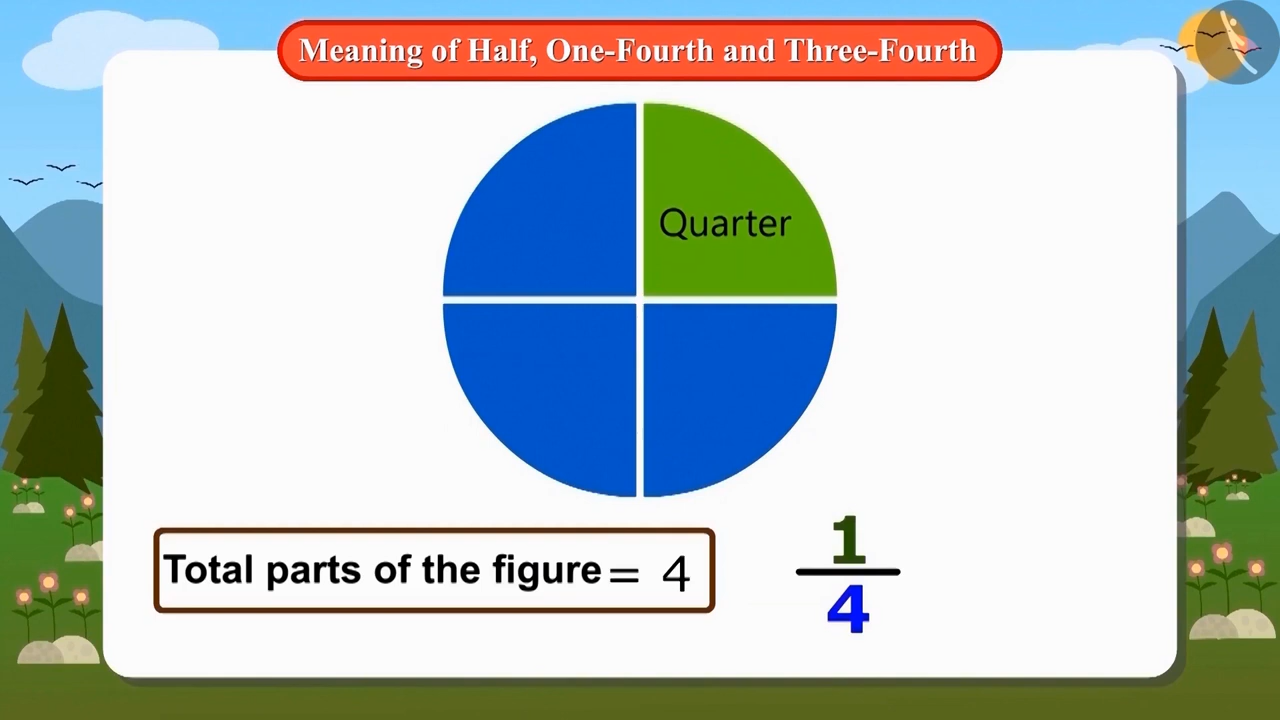 Meaning of Half, One-Fourth and Three-Fourth
Quarter
Total parts of the figure = 4
1
4